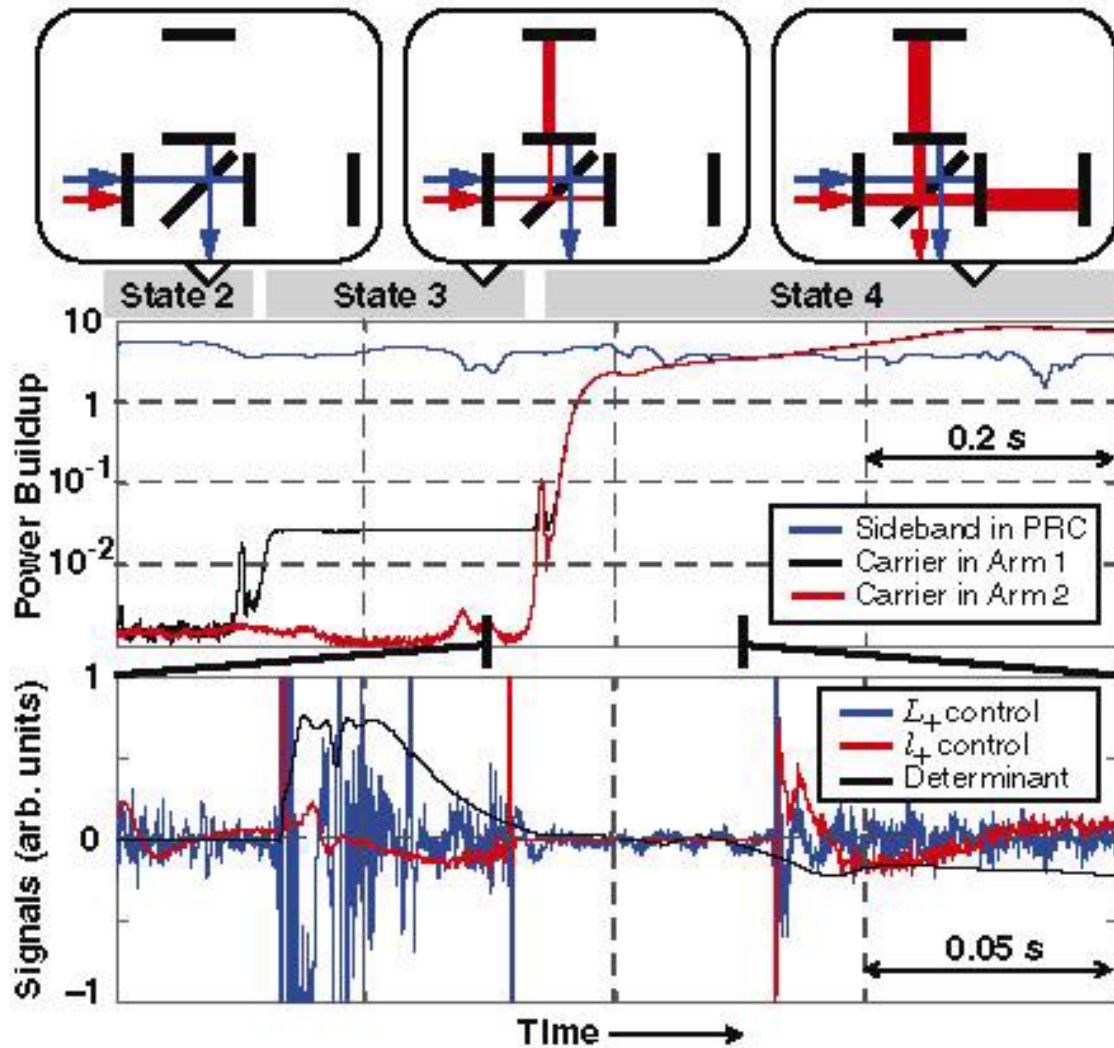 State 2
State 3
State 4
10
1
10⁻¹
10⁻²
Power Buildup
0.2 s
Sideband in PRC
Carrier in Arm 1
Carrier in Arm 2
1
0
−1
Signals (arb. units)
L₊ control
l₊ control
Determinant
0.05 s
Time